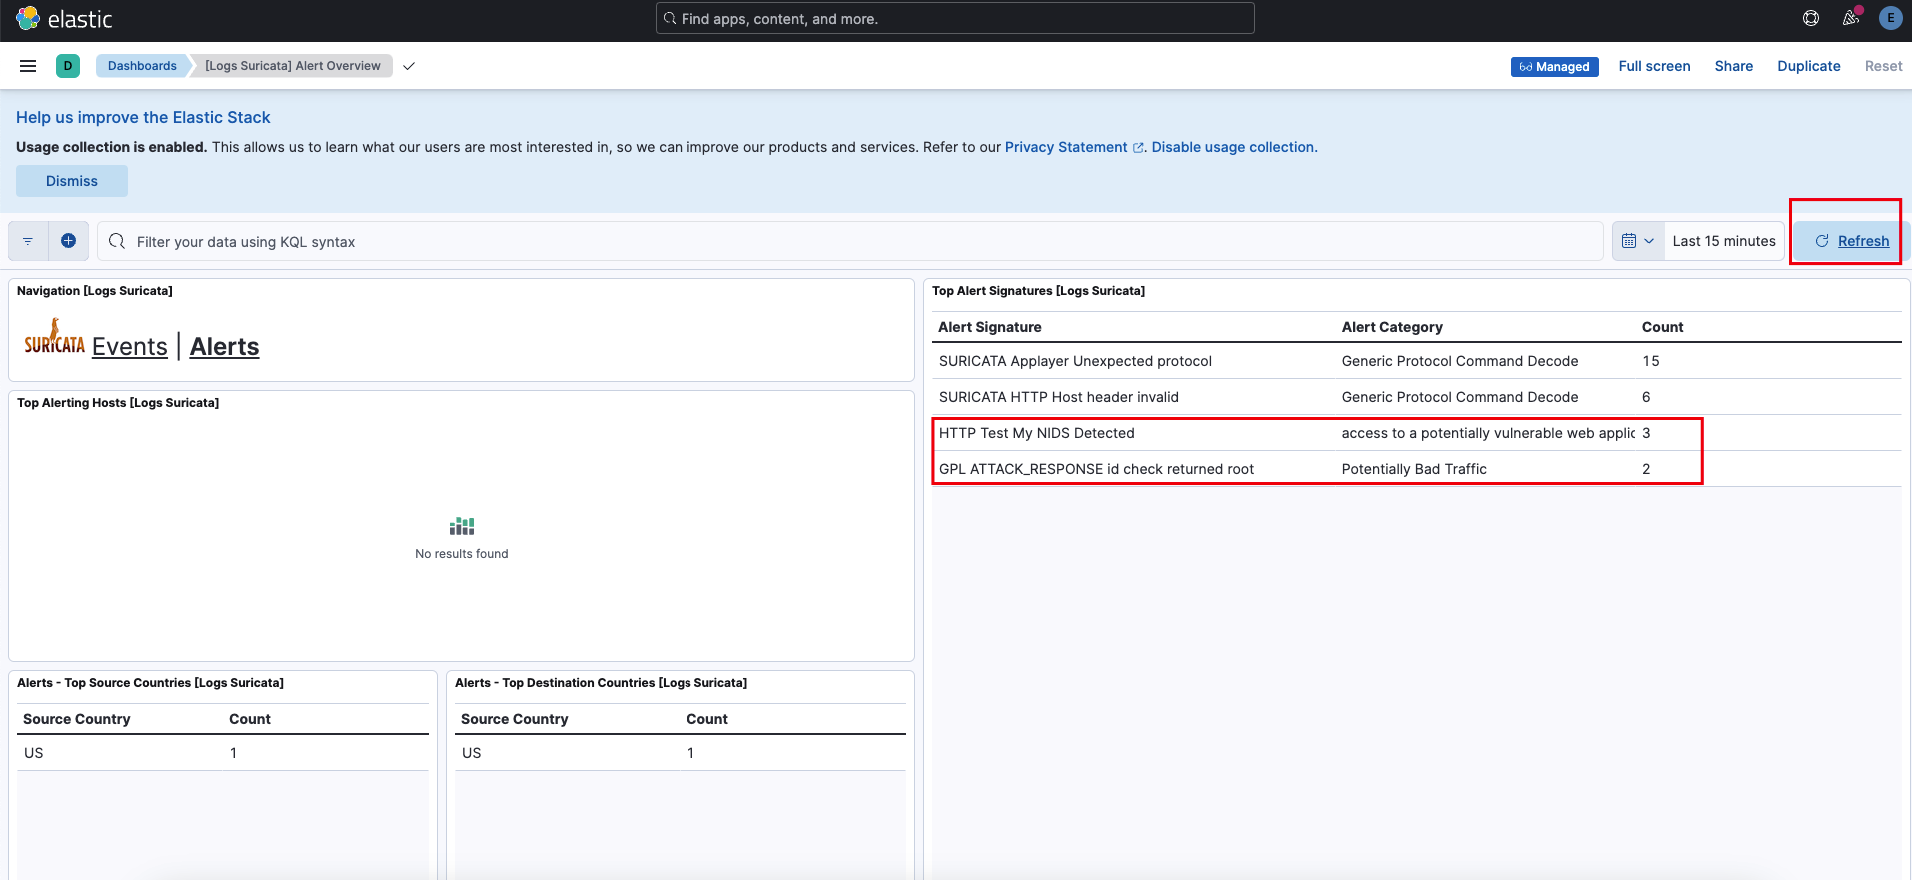 elastic
Find apps, content, and more.
E
D
Dashboards
[Logs Suricata] Alert Overview
Managed
Full screen
Share
Duplicate
Reset
Help us improve the Elastic Stack
Usage collection is enabled. This allows us to learn what our users are most interested in, so we can improve our products and services. Refer to our Privacy Statement. Disable usage collection.
Dismiss
Filter your data using KQL syntax
Last 15 minutes
Refresh
Navigation [Logs Suricata]
SURICATA Events | Alerts
Top Alerting Hosts [Logs Suricata]
No results found
Top Alert Signatures [Logs Suricata]
Alert Signature Alert Category Count
SURICATA Applayer Unexpected protocol Generic Protocol Command Decode 15
SURICATA HTTP Host header invalid Generic Protocol Command Decode 6
HTTP Test My NIDS Detected access to a potentially vulnerable web applic 3
GPL ATTACK_RESPONSE id check returned root Potentially Bad Traffic 2
Alerts - Top Source Countries [Logs Suricata]
Source Country Count
US 1
Alerts - Top Destination Countries [Logs Suricata]
Source Country Count
US 1